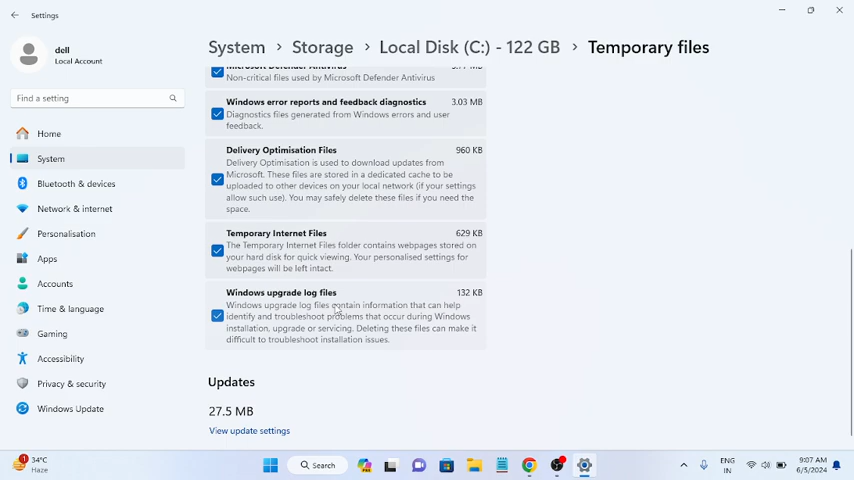 Settings
dell
Local Account
Find a setting
Home
System
Bluetooth & devices
Network & internet
Personalisation
Apps
Accounts
Time & language
Gaming
Accessibility
Privacy & security
Windows Update
System > Storage > Local Disk (C:) - 122 GB > Temporary files
Microsoft Defender Antivirus
Non-critical files used by Microsoft Defender Antivirus
Windows error reports and feedback diagnostics 3.03 MB
Diagnostics files generated from Windows errors and user
feedback.
Delivery Optimisation Files 960 KB
Delivery Optimisation is used to download updates from
Microsoft. These files are stored in a dedicated cache to be
uploaded to other devices on your local network (if your settings
allow such use). You may safely delete these files if you need the
space.
Temporary Internet Files 629 KB
The Temporary Internet Files folder contains webpages stored on
your hard disk for quick viewing. Your personalised settings for
webpages will be left intact.
Windows upgrade log files 132 KB
Windows upgrade log files contain information that can help
identify and troubleshoot problems that occur during Windows
installation, upgrade or servicing. Deleting these files can make it
difficult to troubleshoot installation issues.
Updates
27.5 MB
View update settings
1
34°C
Haze
Search
ENG
IN
9:07 AM
6/5/2024